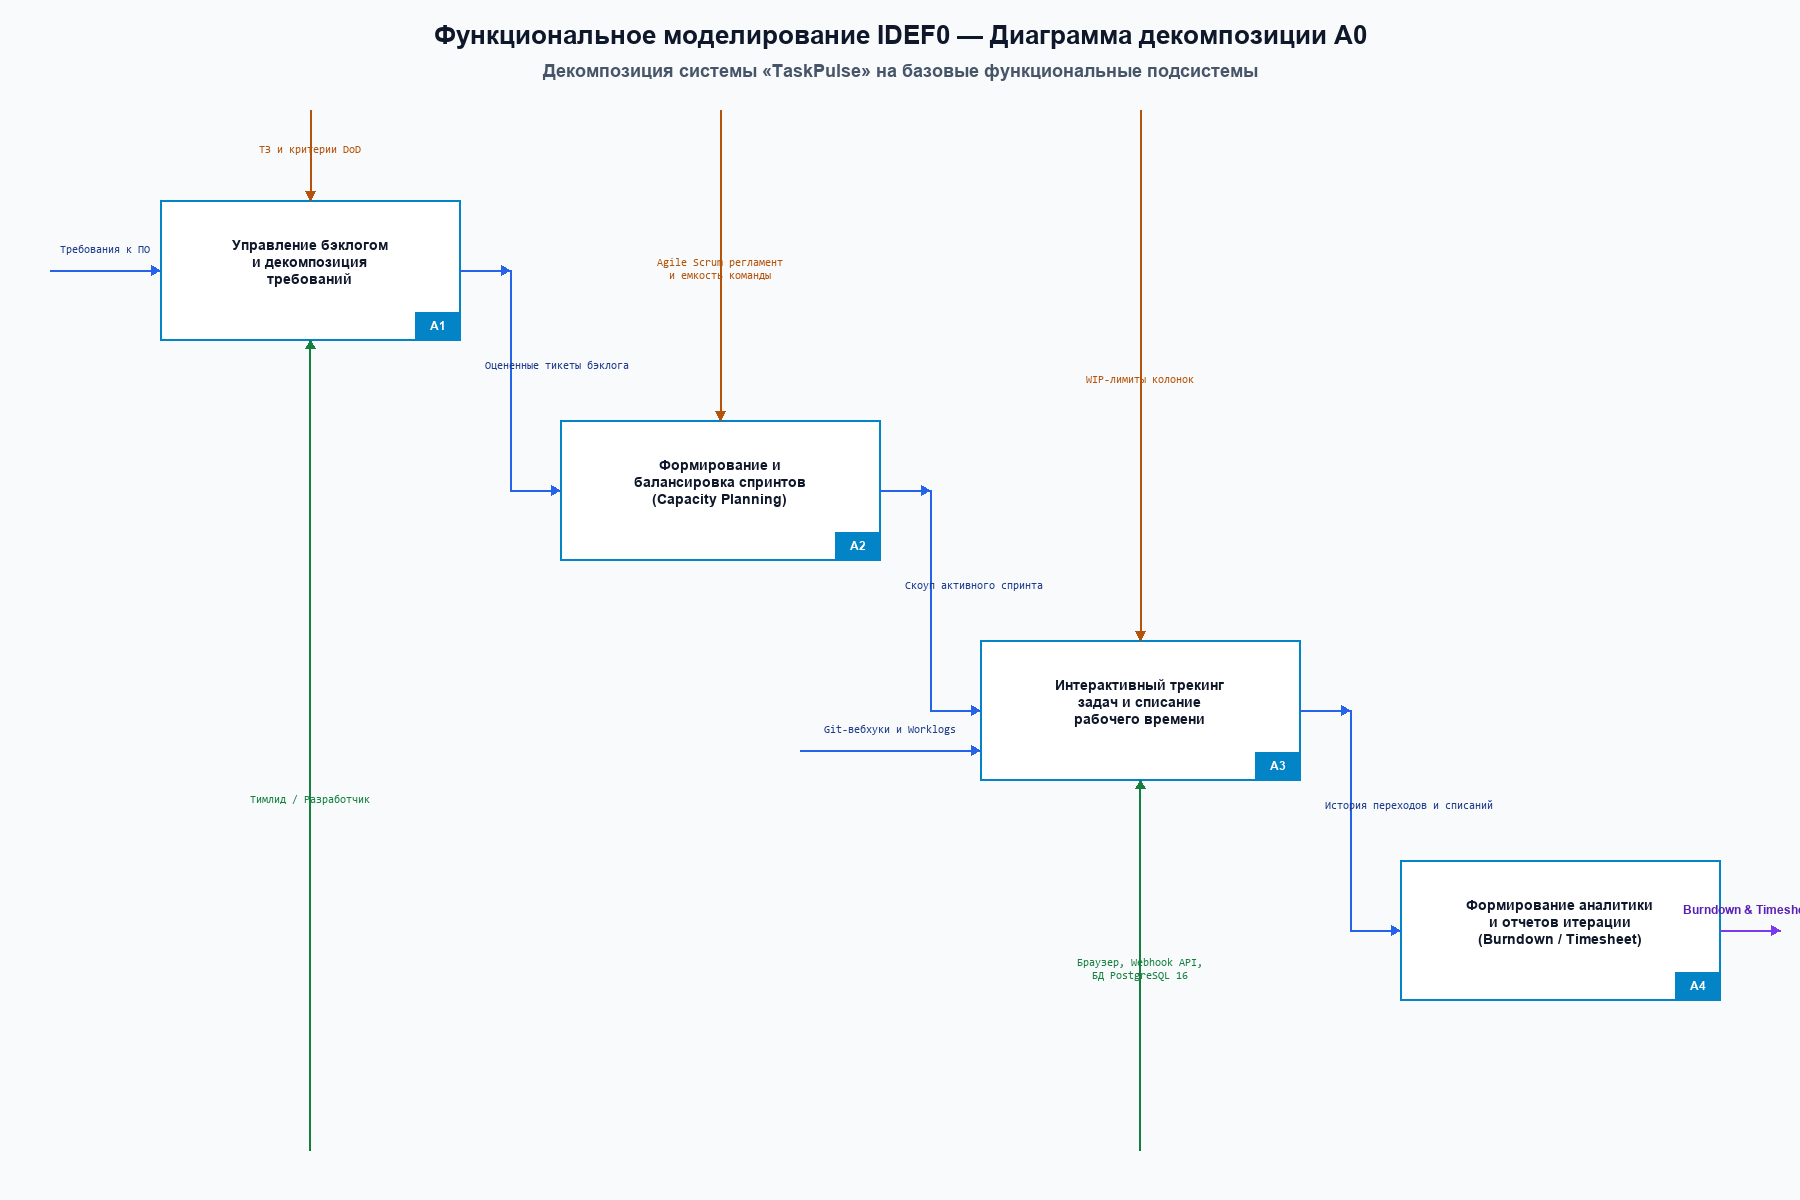 Функциональное моделирование IDEF0 — Диаграмма декомпозиции A0
Декомпозиция системы «TaskPulse» на базовые функциональные подсистемы
ТЗ и критерии DoD
Требования к ПО
Управление бэклогом
и декомпозиция
требований
A1
Agile Scrum регламент
и емкость команды
Оцененные тикеты бэклога
WIP-лимиты колонок
Формирование и
балансировка спринтов
(Capacity Planning)
A2
Скоуп активного спринта
Интерактивный трекинг
задач и списание
рабочего времени
A3
Git-вебхуки и Worklogs
Тимлид / Разработчик
История переходов и списаний
Формирование аналитики
и отчетов итерации
(Burndown / Timesheet)
A4
Burndown &
Браузер, Webhook API,
БД PostgreSQL 16